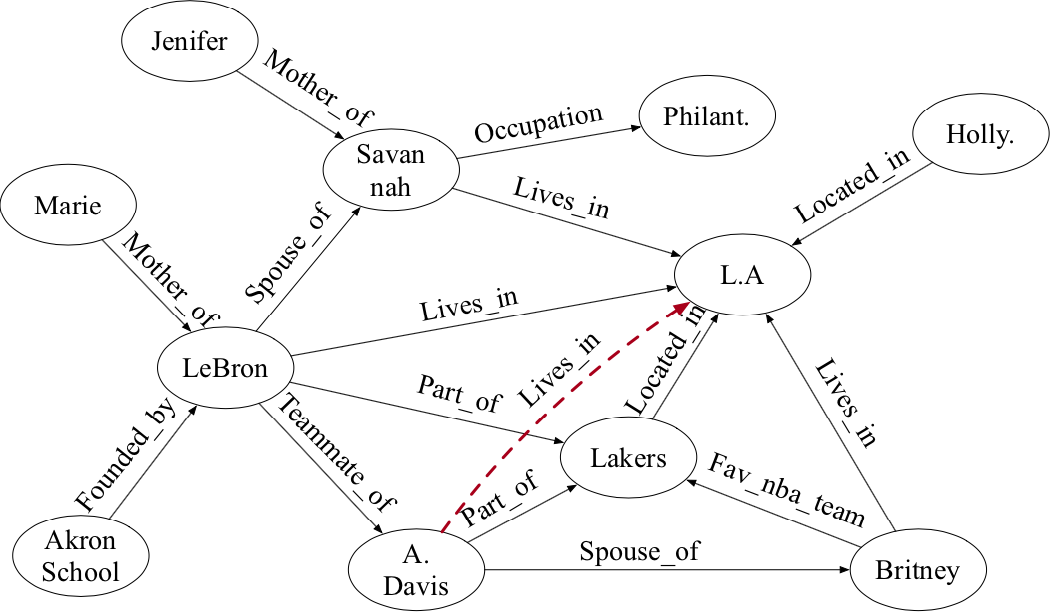 Jenifer
Mother_of
Occupation
Philant.
Holly.
Savan
nah
Located_in
Marie
Lives_in
Mother_of
Spouse_of
L.A
Lives_in
LeBron
Lives_in
Located_in
Lives_in
Part_of
Founded_by
Teammate_of
Lakers
Fav_nba_team
Part_of
Akron
School
A.
Davis
Spouse_of
Britney